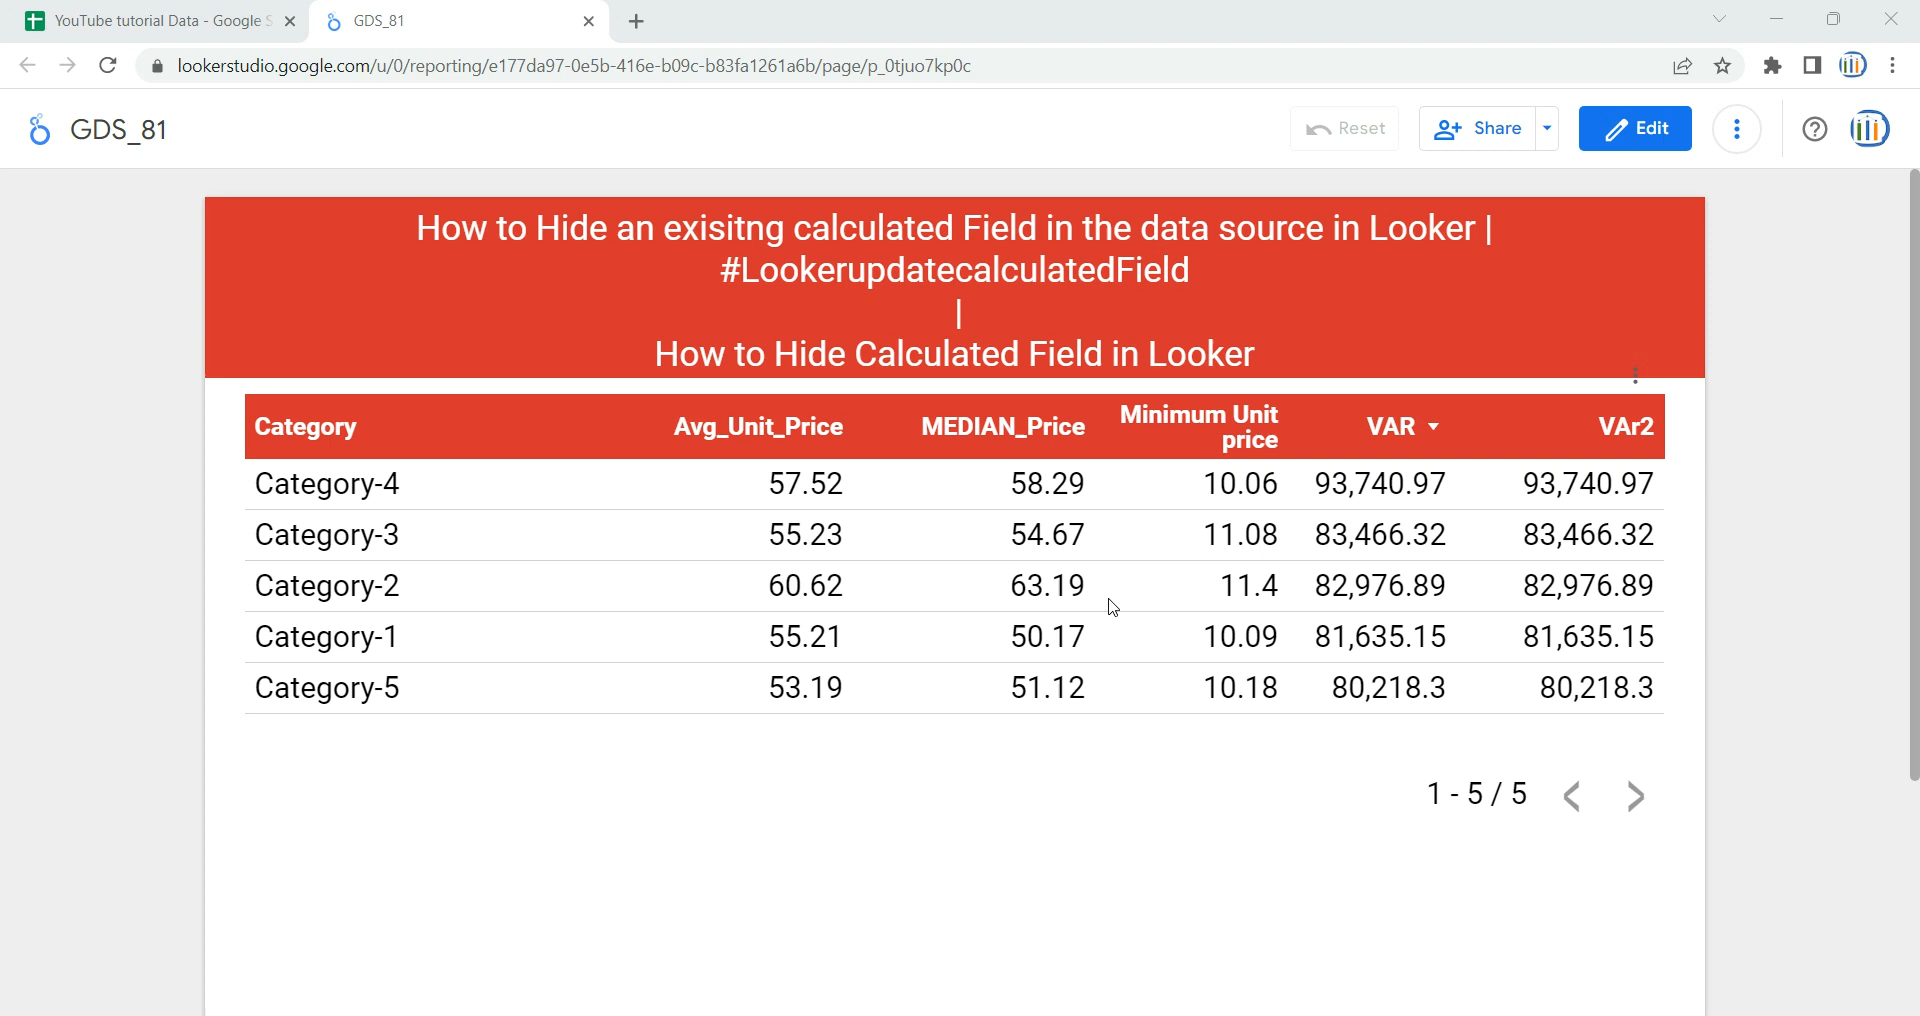 YouTube tutorial Data - Google S
GDS_81
lookerstudio.google.com/u/0/reporting/e177da97-0e5b-416e-b09c-b83fa1261a6b/page/p_0tjuo7kp0c
GDS_81
Reset
Share
Edit
How to Hide an exisitng calculated Field in the data source in Looker |
#LookerupdatecalculatedField
|
How to Hide Calculated Field in Looker
Category Avg_Unit_Price MEDIAN_Price Minimum Unit price VAR VAr2
Category-4 57.52 58.29 10.06 93,740.97 93,740.97
Category-3 55.23 54.67 11.08 83,466.32 83,466.32
Category-2 60.62 63.19 11.4 82,976.89 82,976.89
Category-1 55.21 50.17 10.09 81,635.15 81,635.15
Category-5 53.19 51.12 10.18 80,218.3 80,218.3
1 - 5 / 5